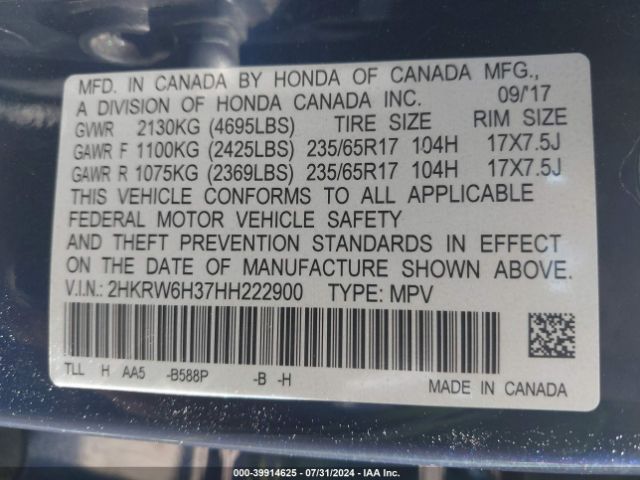 MFD. IN CANADA BY HONDA OF CANADA MFG.,
A DIVISION OF HONDA CANADA INC. 09/'17
GVWR 2130KG (4695LBS) TIRE SIZE RIM SIZE
GAWR F 1100KG (2425LBS) 235/65R17 104H 17X7.5J
GAWR R 1075KG (2369LBS) 235/65R17 104H 17X7.5J
THIS VEHICLE CONFORMS TO ALL APPLICABLE
FEDERAL MOTOR VEHICLE SAFETY
AND THEFT PREVENTION STANDARDS IN EFFECT
ON THE DATE OF MANUFACTURE SHOWN ABOVE.
V.I.N.: 2HKRW6H37HH222900 TYPE: MPV
TLL H AA5 -B588P -B -H
MADE IN CANADA
000-39914625 - 07/31/2024 - IAA Inc.